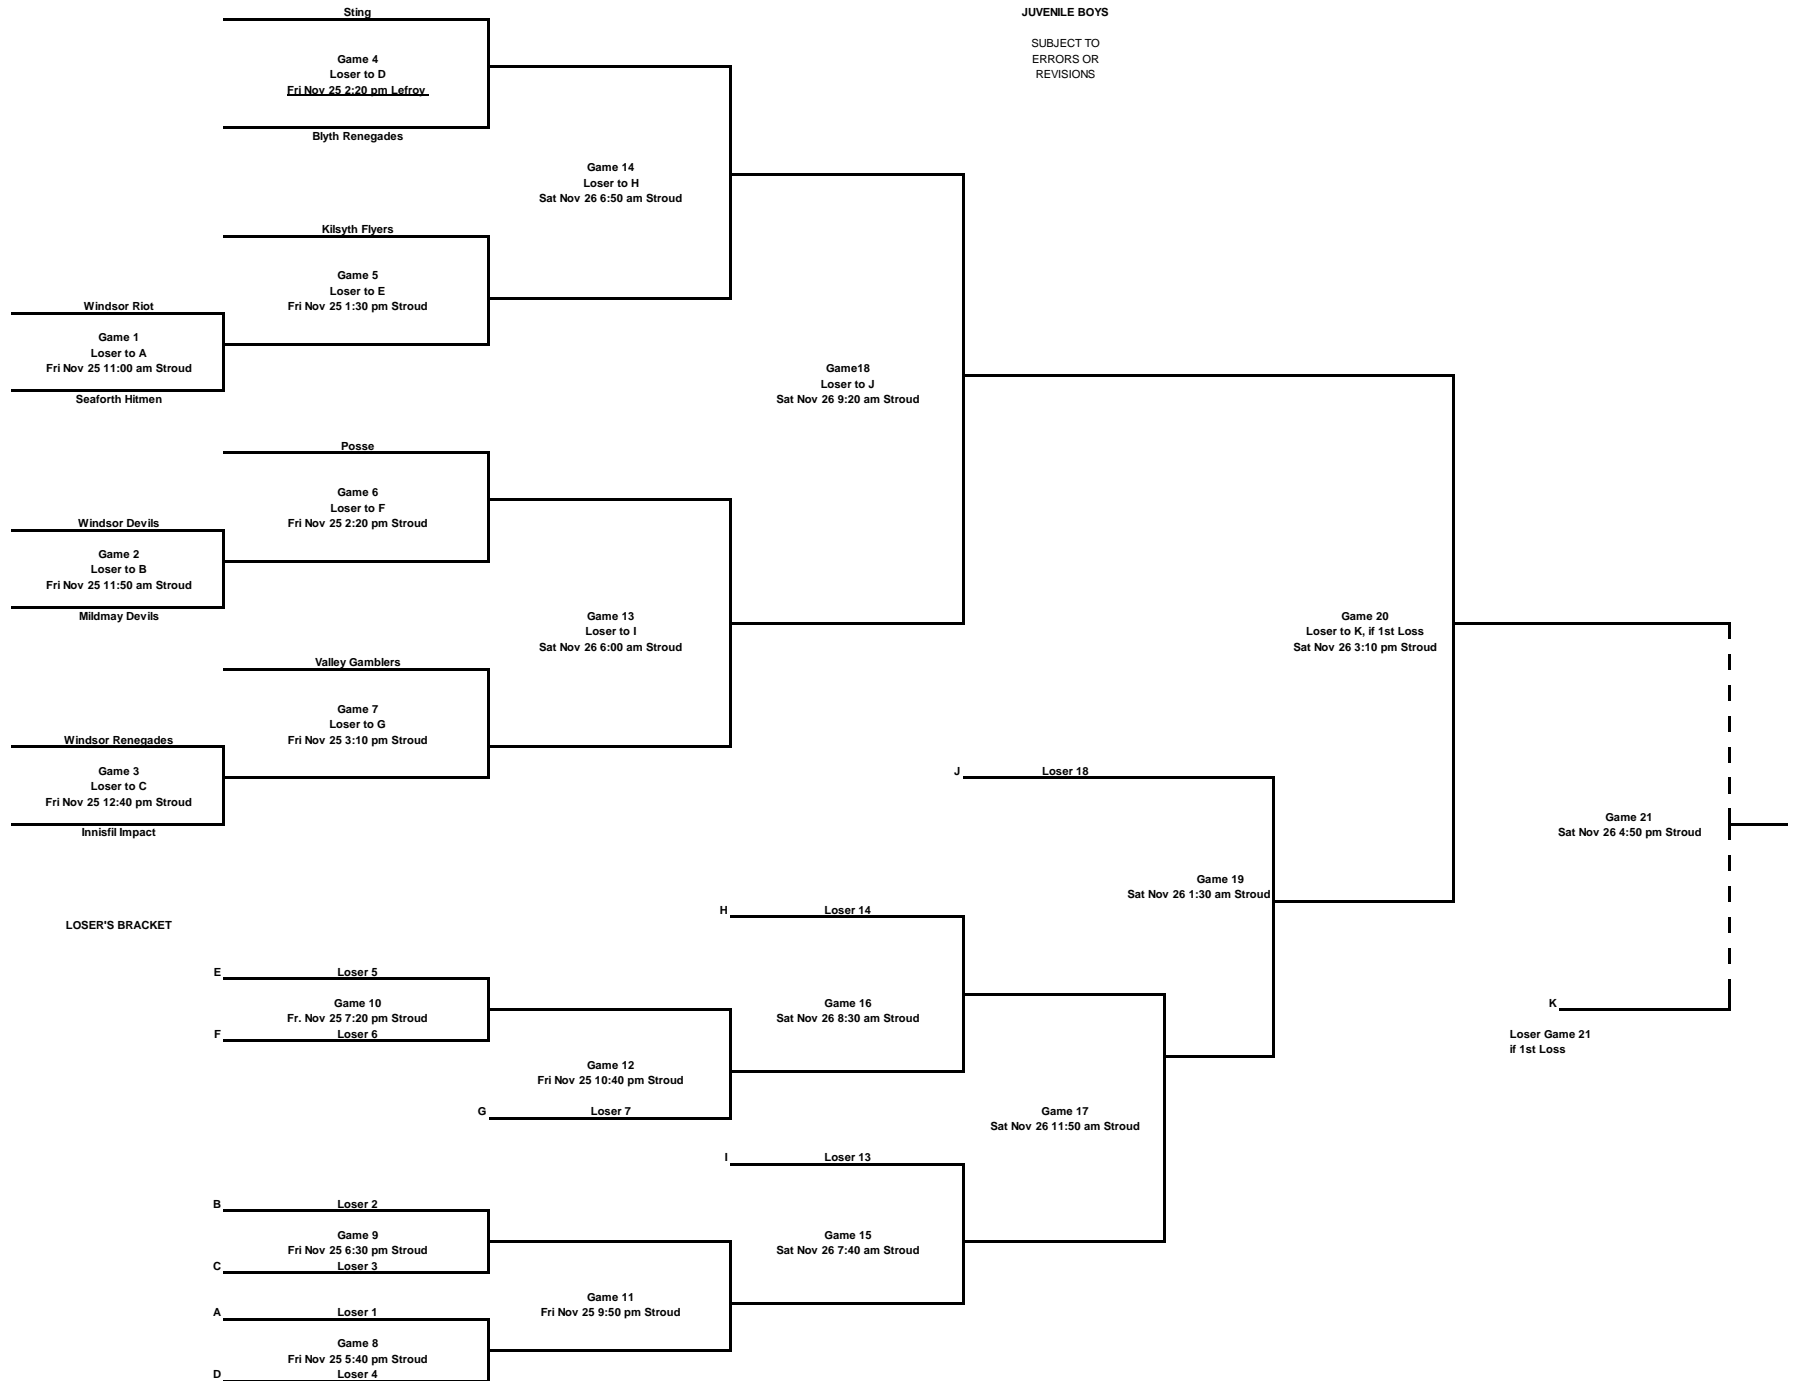 Sting
JUVENILE BOYS
SUBJECT TO
ERRORS OR
REVISIONS
Game 4
Loser to D
Fri Nov 25 2:20 pm Lefroy
Blyth Renegades
Game 14
Loser to H
Sat Nov 26 6:50 am Stroud
Kilsyth Flyers
Game 5
Loser to E
Fri Nov 25 1:30 pm Stroud
Windsor Riot
Game 1
Loser to A
Fri Nov 25 11:00 am Stroud
Seaforth Hitmen
Game18
Loser to J
Sat Nov 26 9:20 am Stroud
Posse
Game 6
Loser to F
Fri Nov 25 2:20 pm Stroud
Windsor Devils
Game 2
Loser to B
Fri Nov 25 11:50 am Stroud
Mildmay Devils
Game 13
Loser to I
Sat Nov 26 6:00 am Stroud
Game 20
Loser to K, if 1st Loss
Sat Nov 26 3:10 pm Stroud
Valley Gamblers
Game 7
Loser to G
Fri Nov 25 3:10 pm Stroud
Windsor Renegades
Game 3
Loser to C
Fri Nov 25 12:40 pm Stroud
Innisfil Impact
J Loser 18
Game 21
Sat Nov 26 4:50 pm Stroud
Game 19
Sat Nov 26 1:30 am Stroud
H Loser 14
LOSER'S BRACKET
E Loser 5
Game 10
Fr. Nov 25 7:20 pm Stroud
F Loser 6
Game 16
Sat Nov 26 8:30 am Stroud
K
Loser Game 21
if 1st Loss
Game 12
Fri Nov 25 10:40 pm Stroud
G Loser 7
Game 17
Sat Nov 26 11:50 am Stroud
I Loser 13
B Loser 2
Game 9
Fri Nov 25 6:30 pm Stroud
C Loser 3
Game 15
Sat Nov 26 7:40 am Stroud
Game 11
Fri Nov 25 9:50 pm Stroud
A Loser 1
Game 8
Fri Nov 25 5:40 pm Stroud
D Loser 4